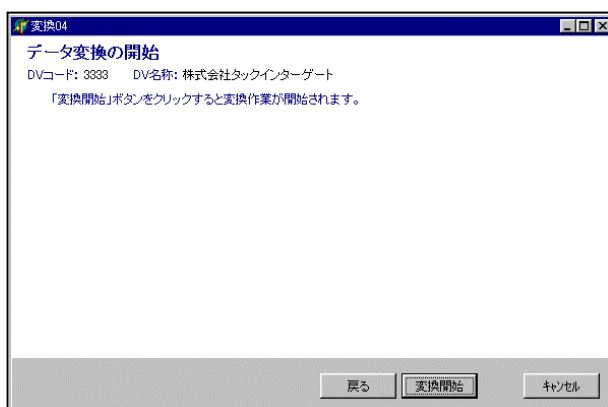 変換04
データ変換の開始
DVコード: 3333 DV名称: 株式会社タックインターゲート
「変換開始」ボタンをクリックすると変換作業が開始されます。
戻る 変換開始 キャンセル